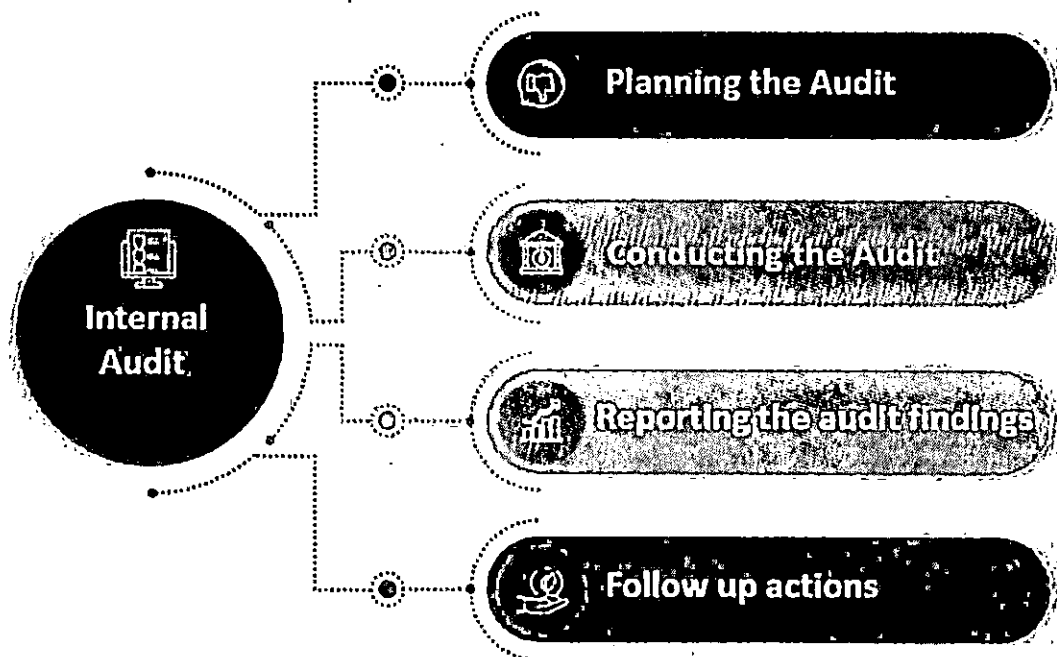 Internal
Audit
Planning the Audit
Conducting the Audit
Reporting the audit findings
Follow up actions